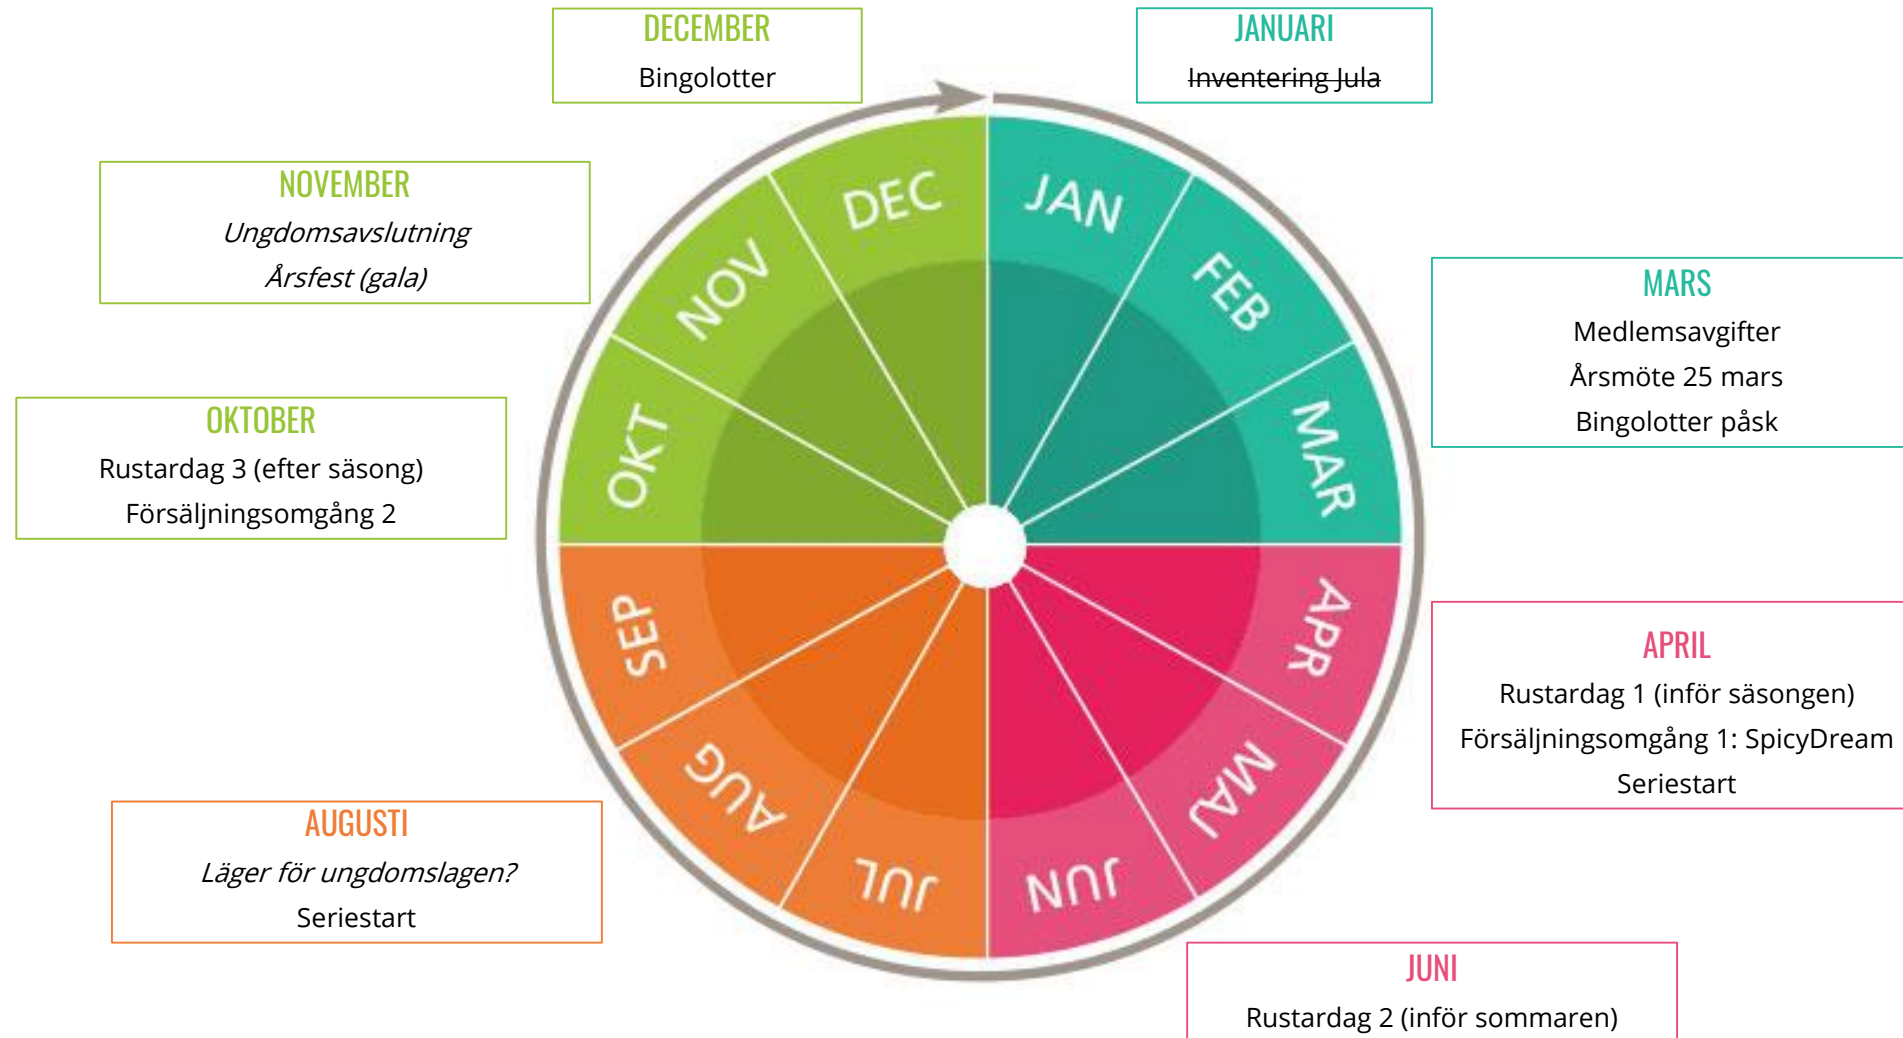 DECEMBER
Bingolotter
JANUARI
Inventering Jula
NOVEMBER
Ungdomsavslutning
Årsfest (gala)
MARS
Medlemsavgifter
Årsmöte 25 mars
Bingolotter påsk
OKTOBER
Rustardag 3 (efter säsong)
Försäljningsomgång 2
APRIL
Rustardag 1 (inför säsongen)
Försäljningsomgång 1: SpicyDream
Seriestart
AUGUSTI
Läger för ungdomslagen?
Seriestart
JUNI
Rustardag 2 (inför sommaren)
JAN
FEB
MAR
APR
MAJ
JUN
JUL
AUG
SEP
OKT
NOV
DEC